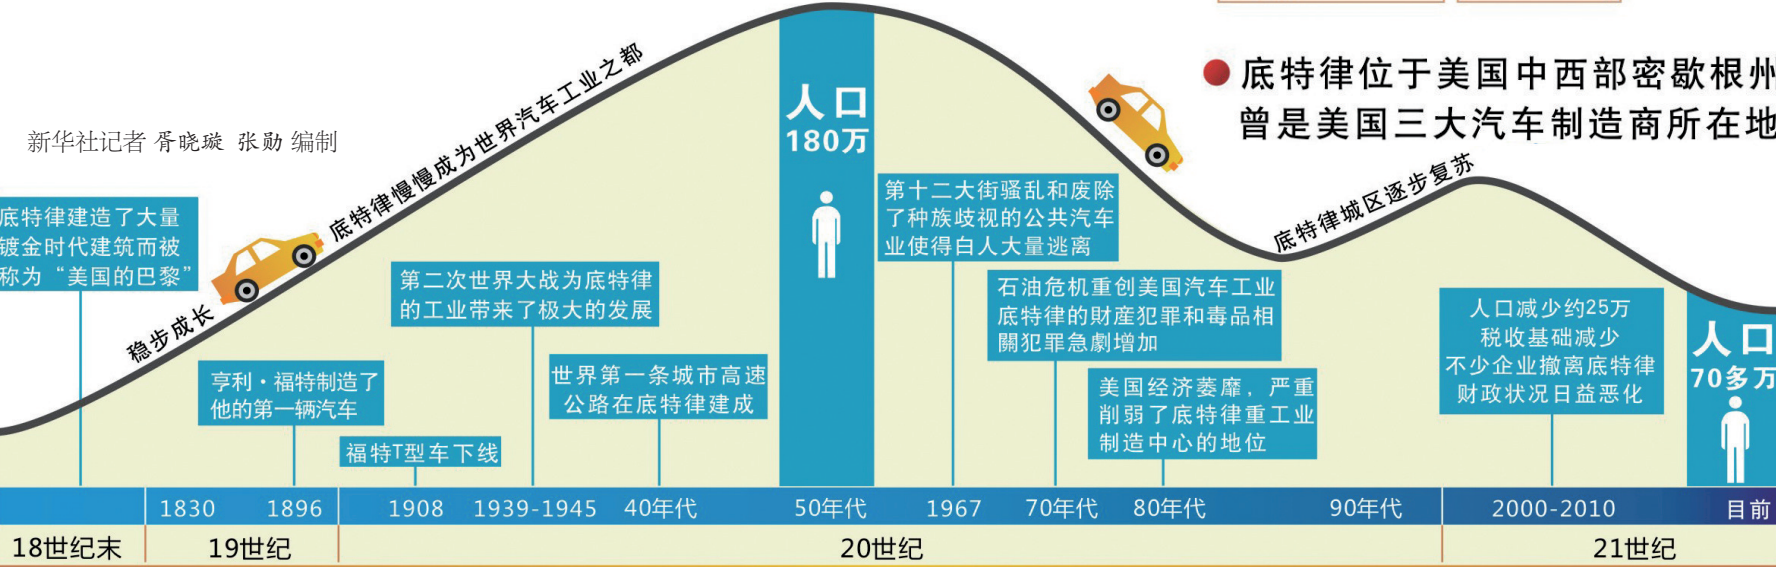 底特律位于美国中西部密歇根州
曾是美国三大汽车制造商所在地
新华社记者 胥晓璇 张勋 编制
稳步成长
底特律慢慢成为世界汽车工业之都
底特律城区逐步复苏
底特律建造了大量
镀金时代建筑而被
称为“美国的巴黎”
亨利·福特制造了
他的第一辆汽车
福特T型车下线
第二次世界大战为底特律
的工业带来了极大的发展
世界第一条城市高速
公路在底特律建成
人口
180万
第十二大街骚乱和废除
了种族歧视的公共汽车
业使得白人大量逃离
石油危机重创美国汽车工业
底特律的财産犯罪和毒品相
關犯罪急劇增加
美国经济萎靡，严重
削弱了底特律重工业
制造中心的地位
人口减少约25万
税收基础减少
不少企业撤离底特律
财政状况日益恶化
人口
70多万
1830 1896 1908 1939-1945 40年代 50年代 1967 70年代 80年代 90年代 2000-2010 目前
18世纪末 19世纪 20世纪 21世纪